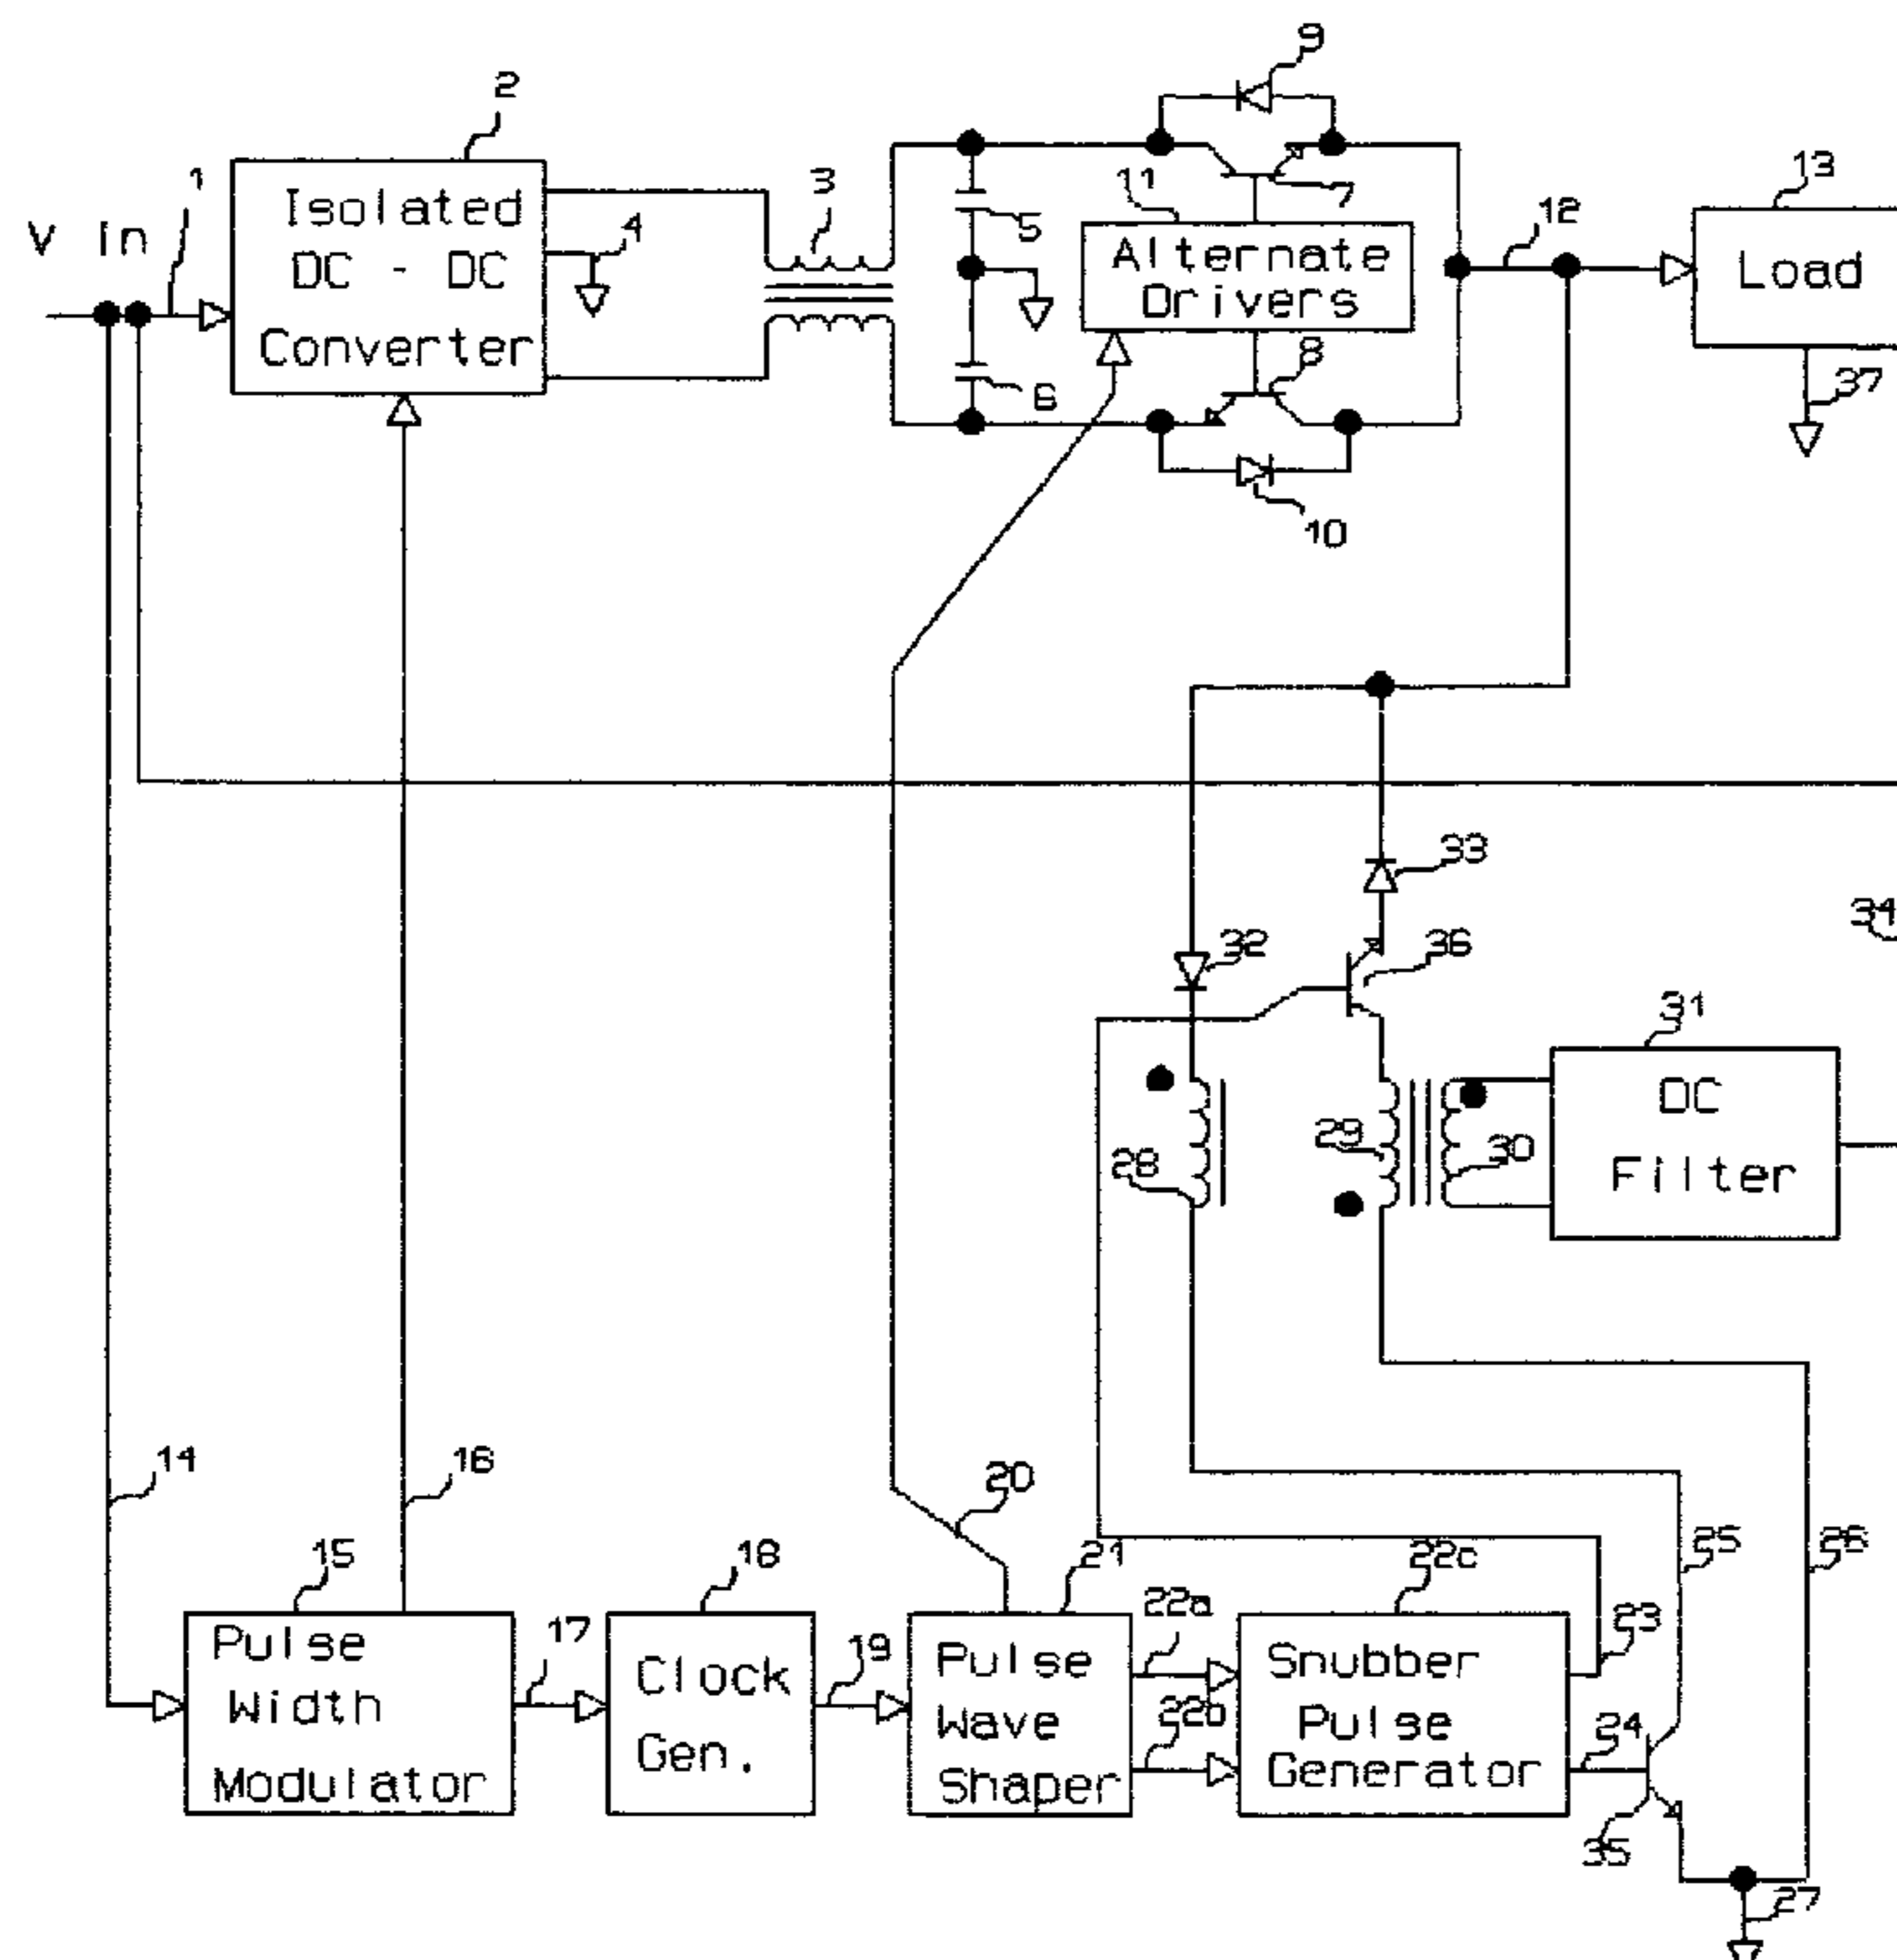 9
2
1
V in
Isolated
DC - DC
Converter
3
4
5
6
7
11
Alternate
Drivers
8
10
12
13
Load
37
33
32
36
34
31
DC
Filter
28
29
30
14
16
20
25
26
15
Pulse
Width
Modulator
17
18
Clock
Gen.
19
21
Pulse
Wave
Shaper
22a
22b
22c
Snubber
Pulse
Generator
23
24
35
27